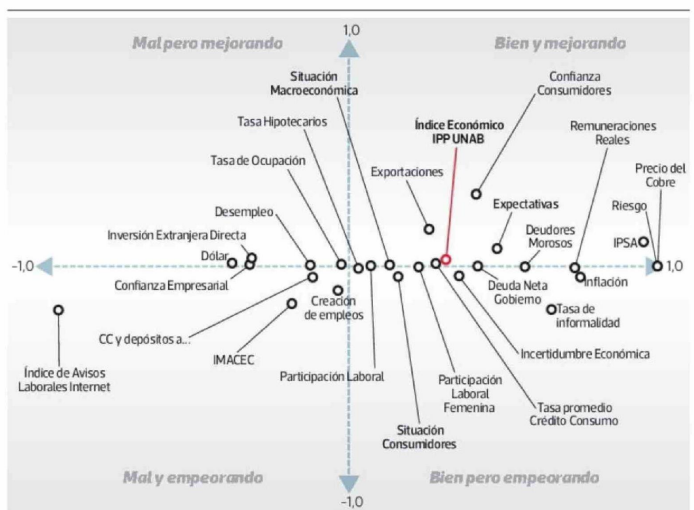 1,0
Mal pero mejorando
Bien y mejorando
Situación
Macroeconómica
Confianza
Consumidores
Tasa Hipotecarios
Índice Económico
IPP UNAB
Remuneraciones
Reales
Tasa de Ocupación
Exportaciones
Precio del
Cobre
Desempleo
Expectativas
Riesgo
Inversión Extranjera Directa
Deudores
Morosos
IPSA
Dólar
-1,0
1,0
Confianza Empresarial
Creación
de empleos
Deuda Neta
Gobierno
Inflación
Tasa de
informalidad
CC y depósitos a...
IMACEC
Incertidumbre Económica
Índice de Avisos
Laborales Internet
Participación Laboral
Participación
Laboral
Femenina
Tasa promedio
Crédito Consumo
Situación
Consumidores
Mal y empeorando
Bien pero empeorando
-1,0